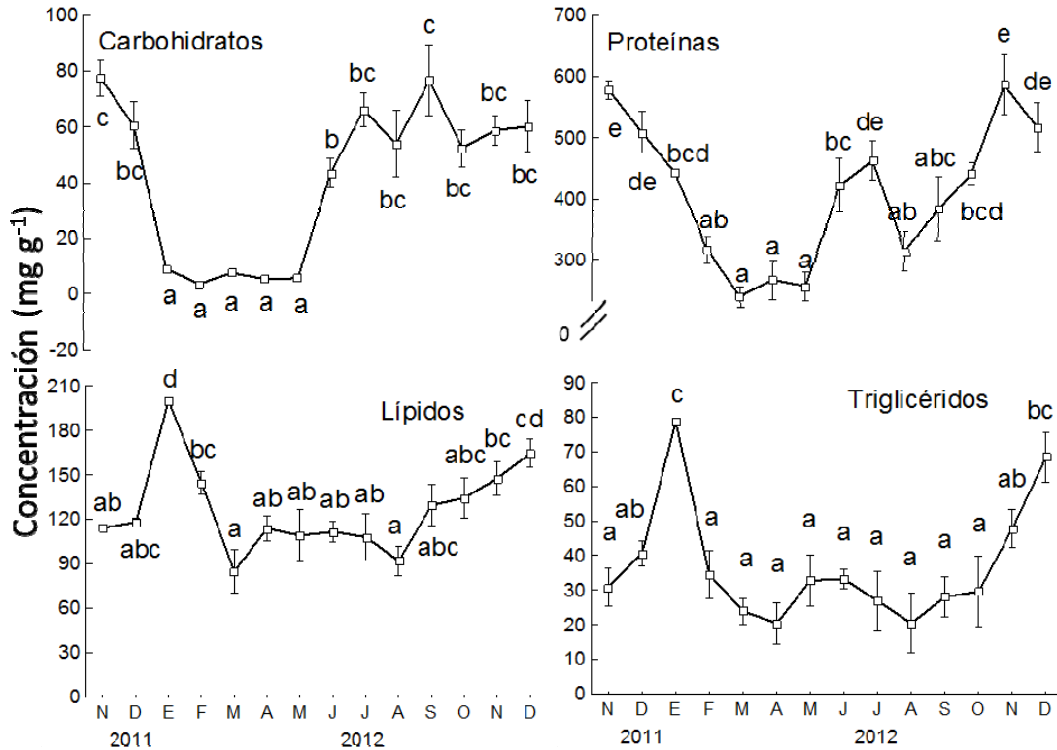 Concentración (mg g-1)
Carbohidratos
100
80
60
40
20
0
-20
c
bc
a
a
a
a
a
b
bc
bc
c
bc
bc
bc
Proteínas
700
600
500
400
300
0
e
de
bcd
ab
a
a
a
bc
de
ab
abc
bcd
e
de
Lípidos
210
180
150
120
90
60
30
0
ab
abc
d
bc
a
ab
ab
ab
ab
a
abc
abc
bc
cd
N D E F M A M J J A S O N D
2011 2012
Triglicéridos
90
80
70
60
50
40
30
20
10
0
a
ab
c
a
a
a
a
a
a
a
a
a
ab
bc
N D E F M A M J J A S O N D
2011 2012